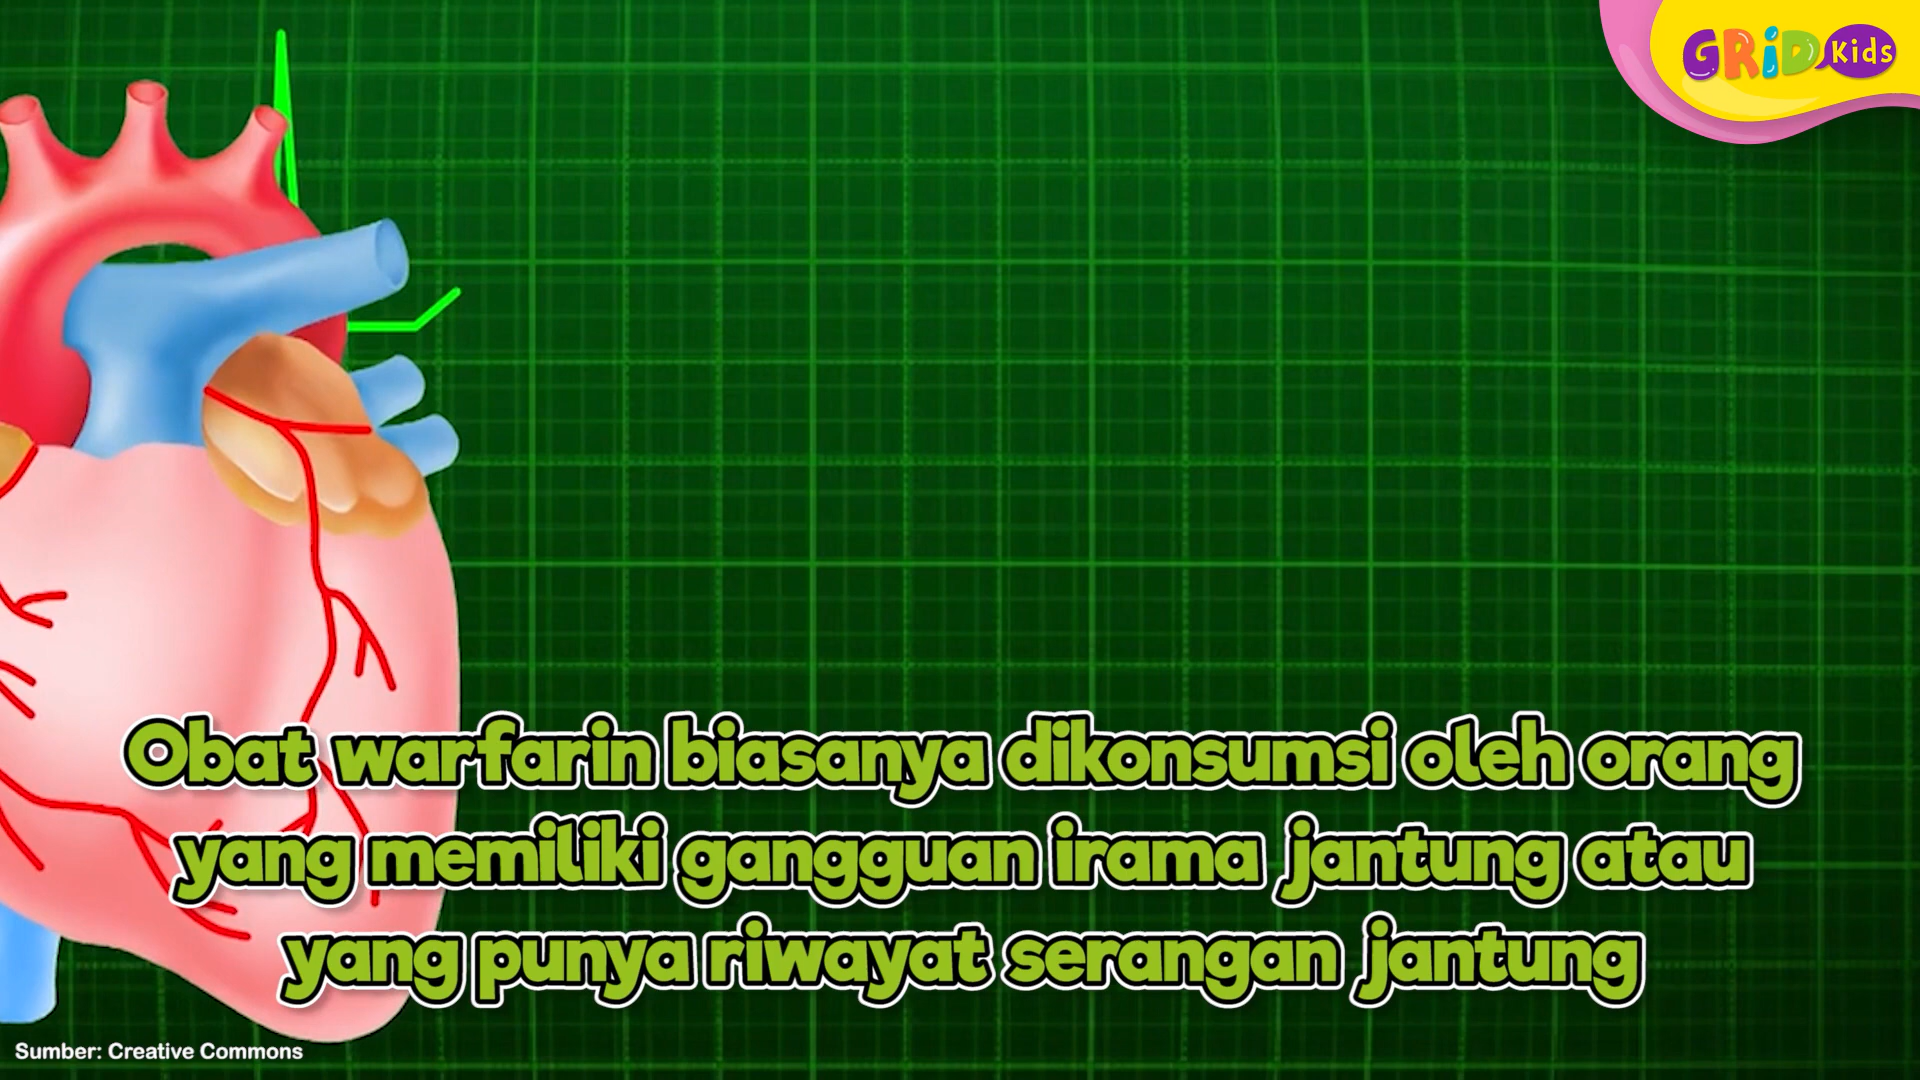 GRiD Kids
Obat warfarin biasanya dikonsumsi oleh orang
yang memiliki gangguan irama jantung atau
yang punya riwayat serangan jantung
Sumber: Creative Commons